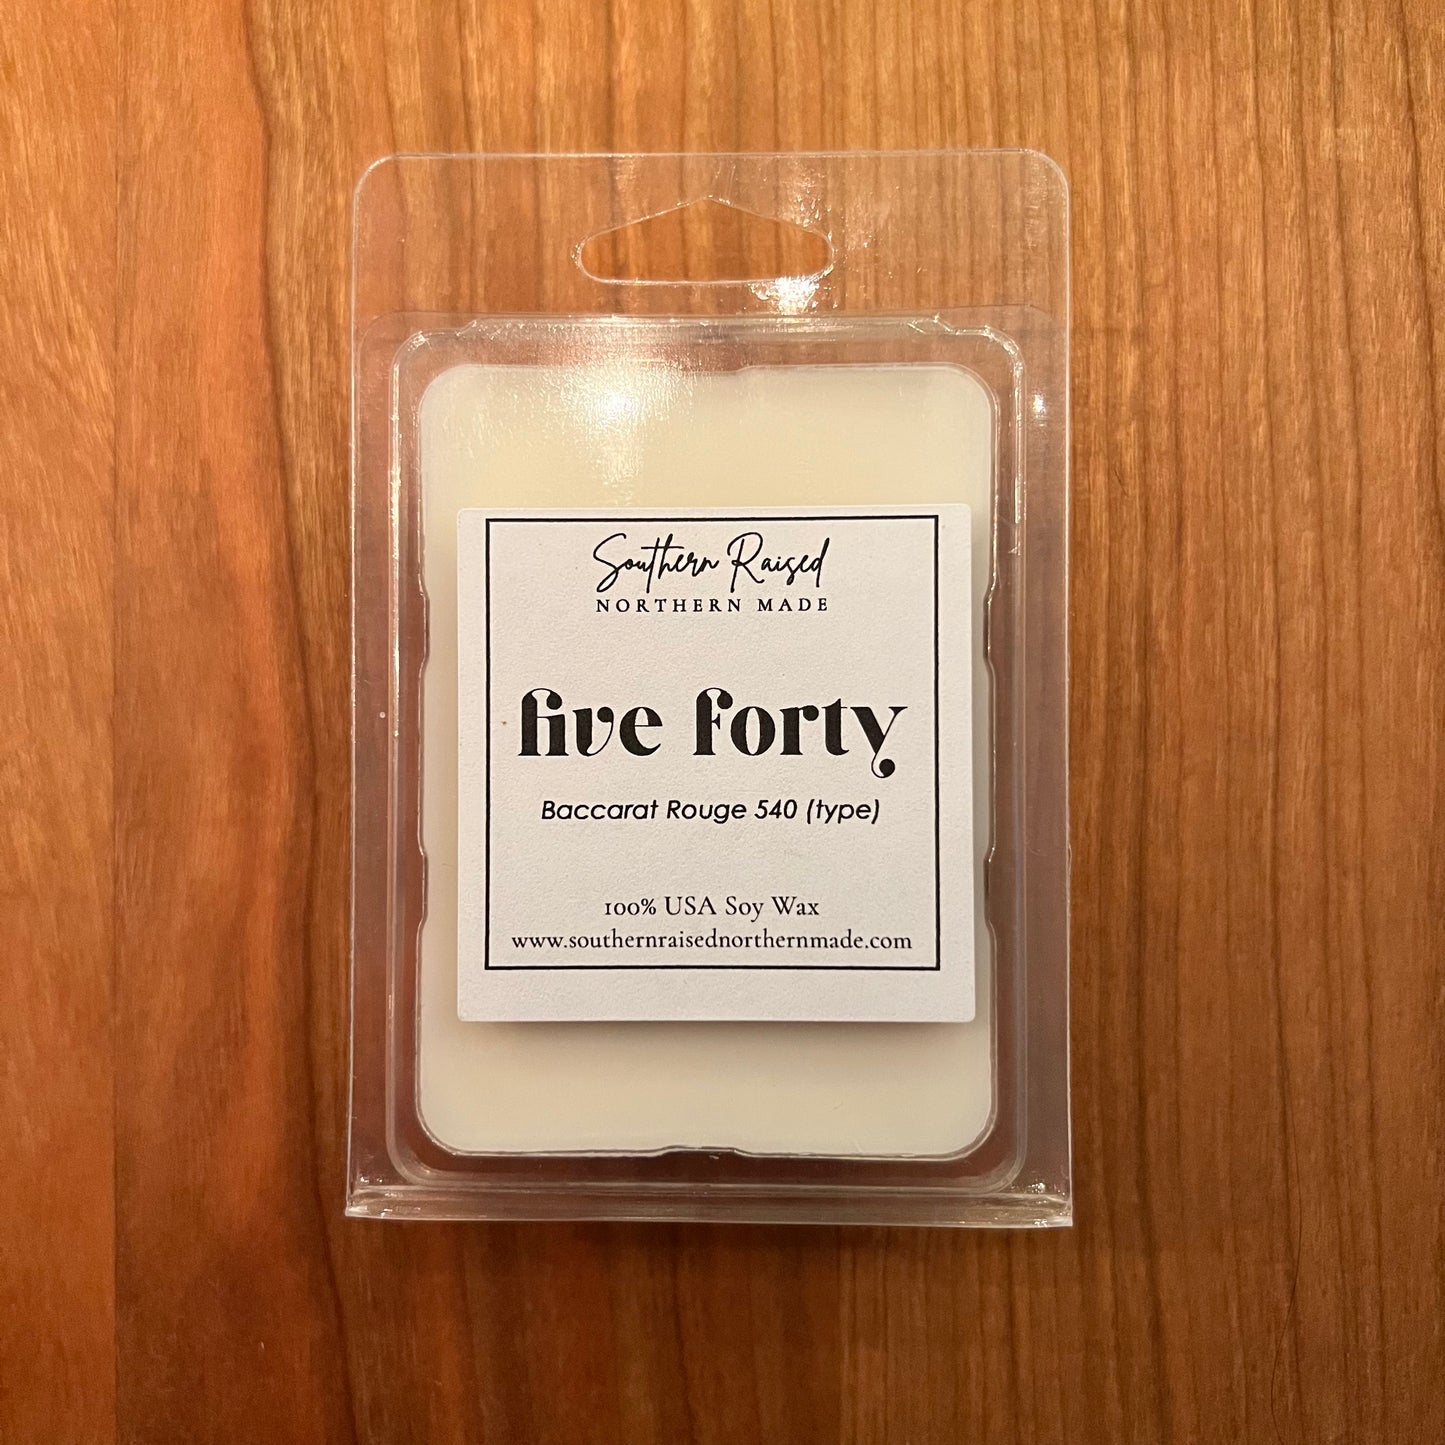 Southern Raised
NORTHERN MADE
five forty
Baccarat Rouge 540 (type)
100% USA Soy Wax
www.southernraisednorthernmade.com